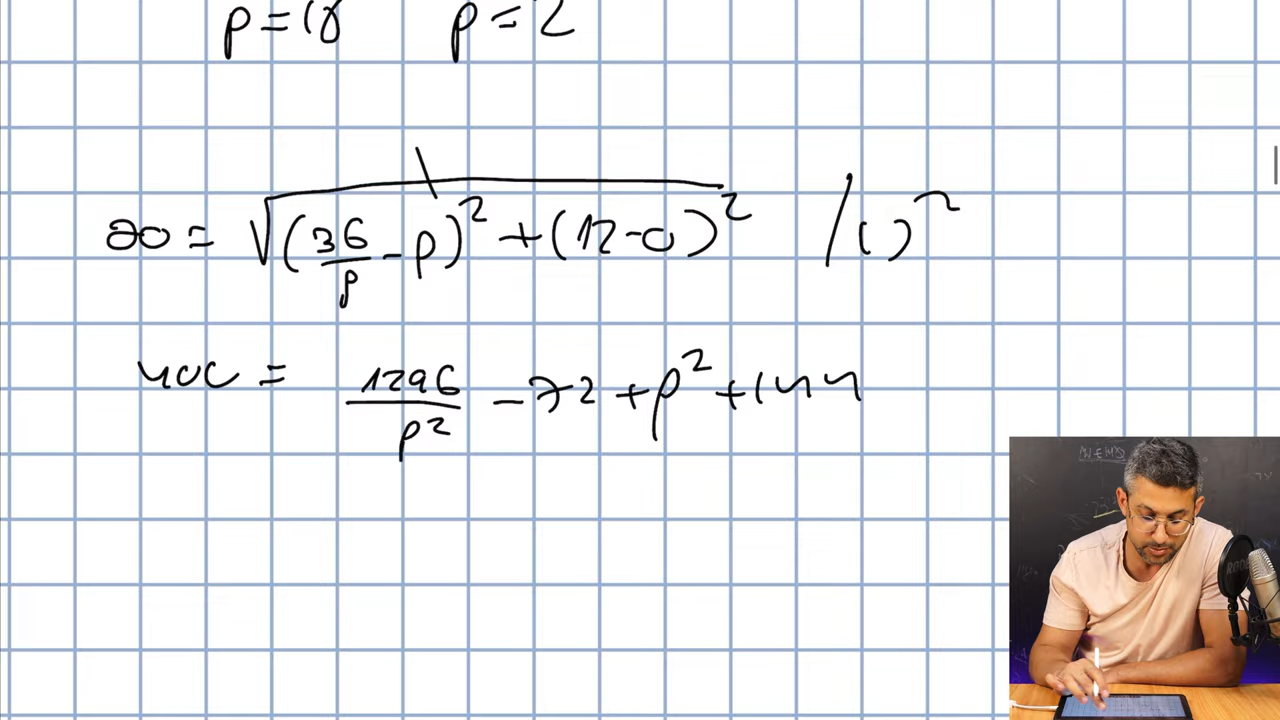 p = 18 p = 2
20 = √((36/p - p)² + (12-0)²) /( )²
400 = 1296/p² - 72 + p² + 144